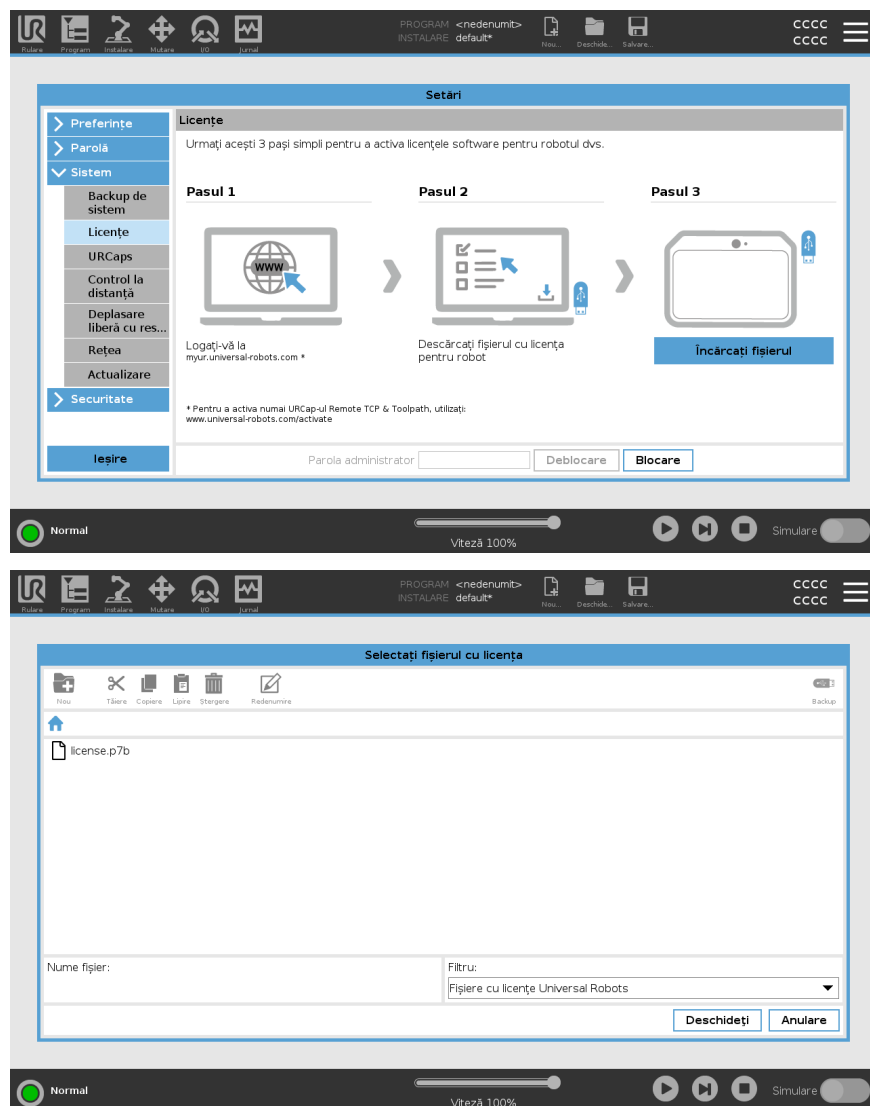 PROGRAM <nedenumit>
INSTALARE default*
CCCC
CCCC
Rulare Program Instalare Mutare I/O Jurnal Nou... Deschide... Salvare...
Setări
Preferințe
Parolă
Sistem
Backup de
sistem
Licențe
URCaps
Control la
distanță
Deplasare
liberă cu res...
Rețea
Actualizare
Securitate
Ieșire
Licențe
Urmați acești 3 pași simpli pentru a activa licențele software pentru robotul dvs.
Pasul 1 Pasul 2 Pasul 3
WWW
Logați-vă la
myur.universal-robots.com *
Descărcați fișierul cu licența
pentru robot
Încărcați fișierul
* Pentru a activa numai URCap-ul Remote TCP & Toolpath, utilizați:
www.universal-robots.com/activate
Parola administrator Deblocare Blocare
Normal
Viteză 100%
Simulare
PROGRAM <nedenumit>
INSTALARE default*
CCCC
CCCC
Rulare Program Instalare Mutare I/O Jurnal Nou... Deschide... Salvare...
Selectați fișierul cu licența
Nou Tăiere Copiere Lipire Ștergere Redenumire Backup
license.p7b
Nume fișier:
Filtru:
Fișiere cu licențe Universal Robots
Deschideți Anulare
Normal
Viteză 100%
Simulare